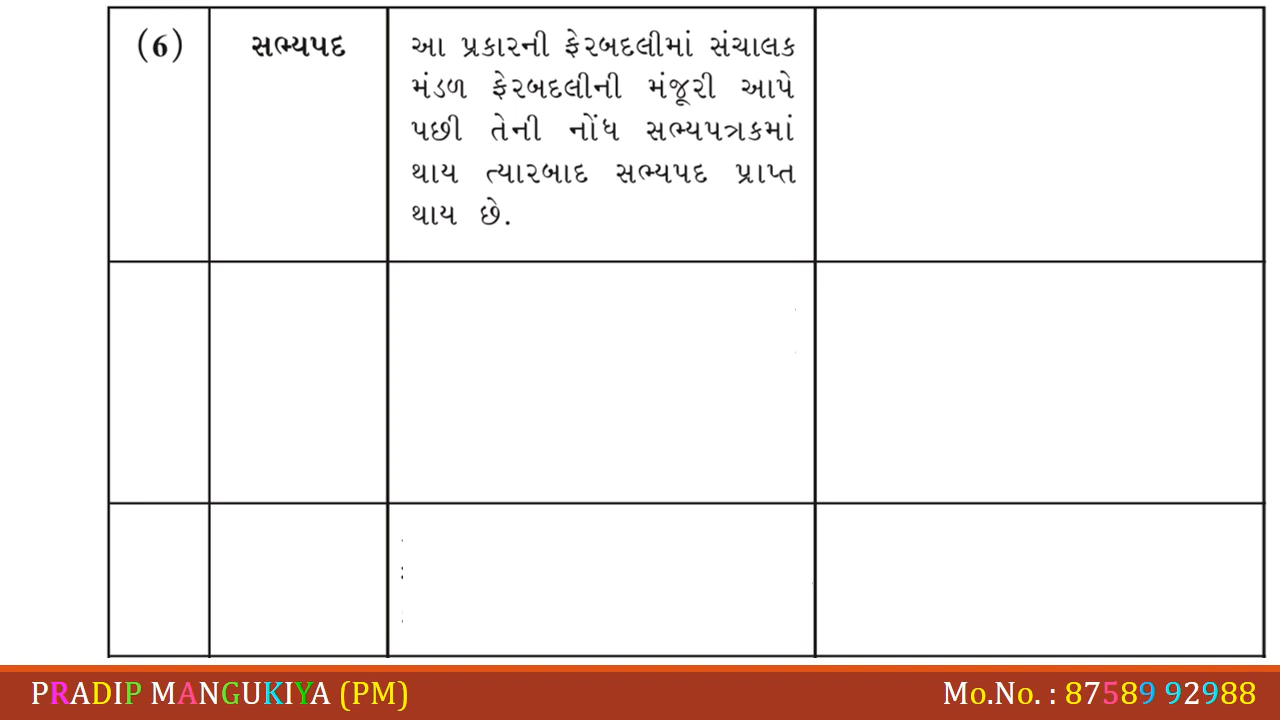 (6) સભ્યપદ આ પ્રકારની ફેરબદલીમાં સંચાલક
મંડળ ફેરબદલીની મંજૂરી આપે
પછી તેની નોંધ સભ્યપત્રકમાં
થાય ત્યારબાદ સભ્યપદ પ્રાપ્ત
થાય છે.
PRADIP MANGUKIYA (PM) Mo.No. : 87589 92988